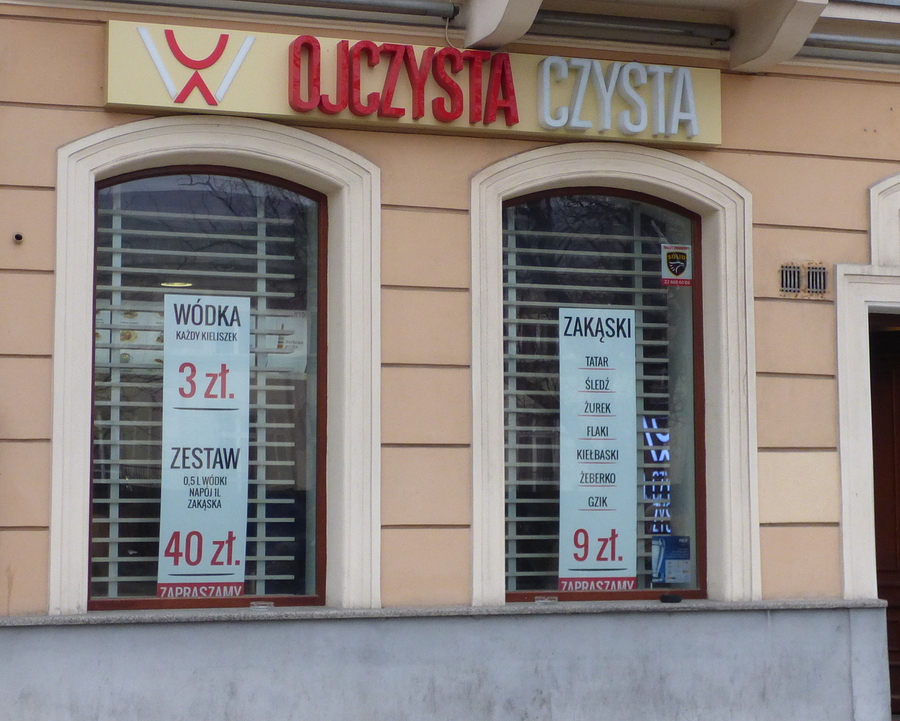 OJCZYSTA CZYSTA
WÓDKA
KAŻDY KIELISZEK
3 zł.
ZESTAW
0,5 L WÓDKI
NAPÓJ 1L
ZAKĄSKA
40 zł.
ZAPRASZAMY
ZAKĄSKI
TATAR
ŚLEDŹ
ŻUREK
FLAKI
KIEŁBASKI
ŻEBERKO
GZIK
9 zł.
ZAPRASZAMY
SOLID